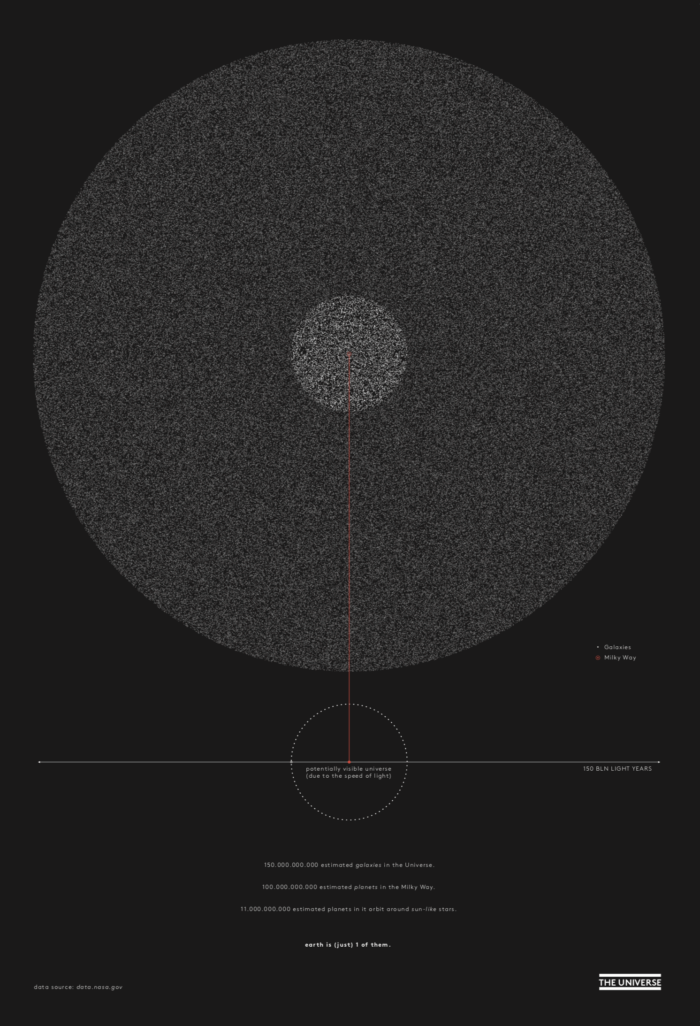 Galaxies
Milky Way
potentially visible universe
(due to the speed of light)
150 BLN LIGHT YEARS
150.000.000.000 estimated galaxies in the Universe.
100.000.000.000 estimated planets in the Milky Way.
11.000.000.000 estimated planets in it orbit around sun-like stars.
earth is (just) 1 of them.
data source: data.nasa.gov
THE UNIVERSE